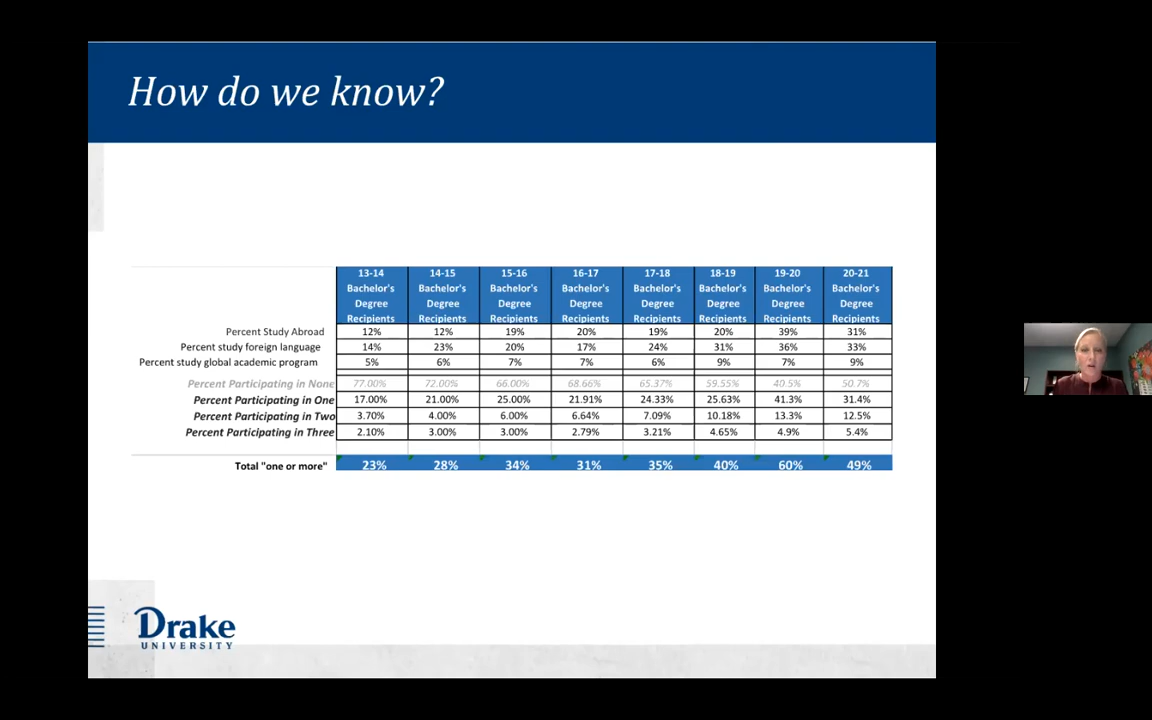 How do we know?
13-14 14-15 15-16 16-17 17-18 18-19 19-20 20-21
Bachelor's Bachelor's Bachelor's Bachelor's Bachelor's Bachelor's Bachelor's Bachelor's
Degree Degree Degree Degree Degree Degree Degree Degree
Recipients Recipients Recipients Recipients Recipients Recipients Recipients Recipients
Percent Study Abroad 12% 12% 19% 20% 19% 20% 39% 31%
Percent study foreign language 14% 23% 20% 17% 24% 31% 36% 33%
Percent study global academic program 5% 6% 7% 7% 6% 9% 7% 9%
Percent Participating in None 77.00% 72.00% 66.00% 68.66% 65.37% 59.55% 40.5% 50.7%
Percent Participating in One 17.00% 21.00% 25.00% 21.91% 24.33% 25.63% 41.3% 31.4%
Percent Participating in Two 3.70% 4.00% 6.00% 6.64% 7.09% 10.18% 13.3% 12.5%
Percent Participating in Three 2.10% 3.00% 3.00% 2.79% 3.21% 4.65% 4.9% 5.4%
Total "one or more" 23% 28% 34% 31% 35% 40% 60% 49%
Drake
UNIVERSITY